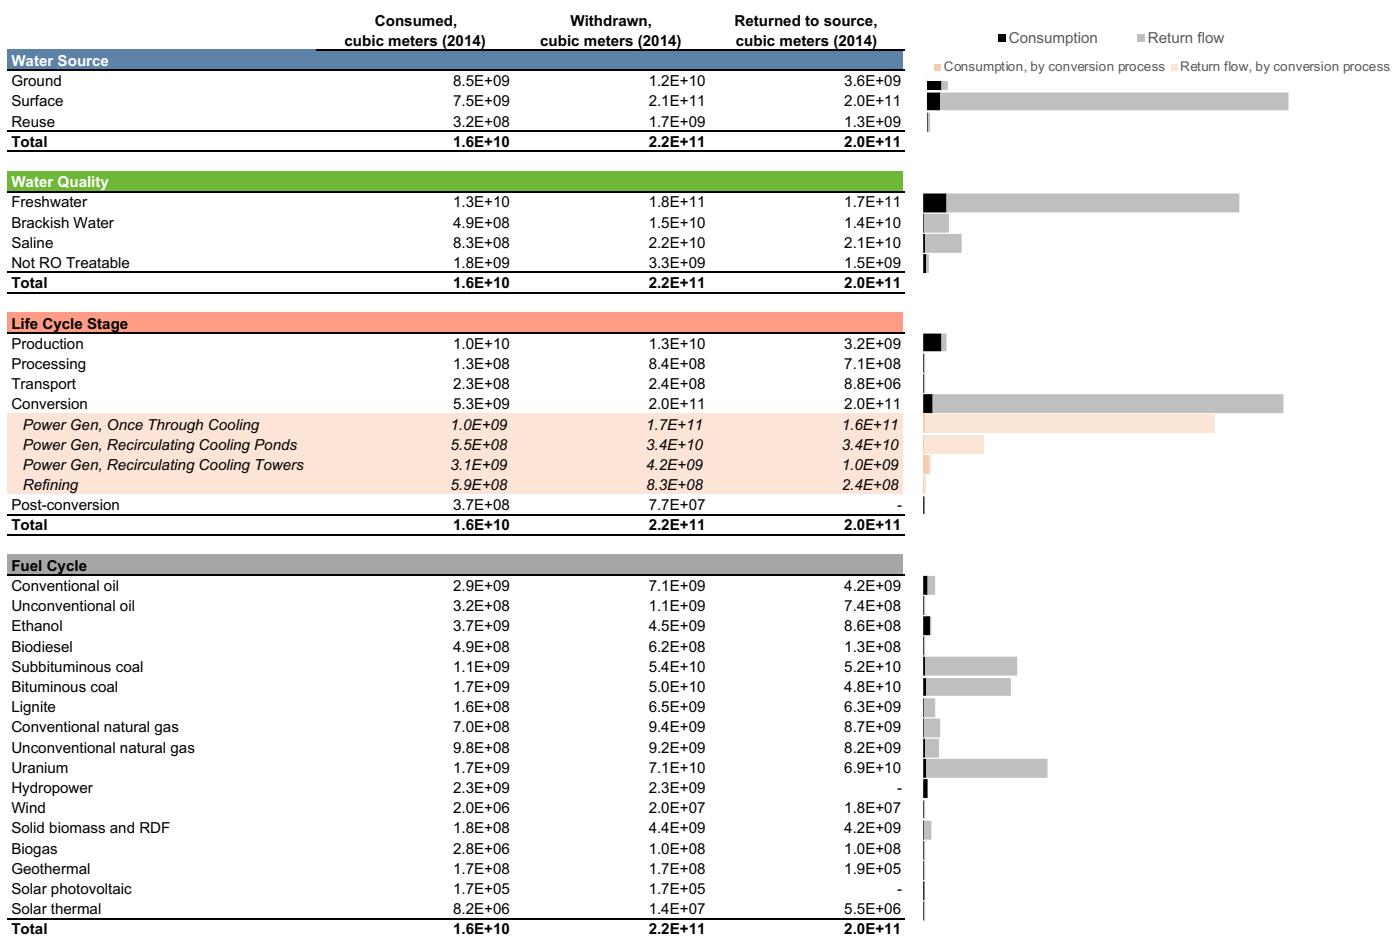 Consumed, Withdrawn, Returned to source,
cubic meters (2014) cubic meters (2014) cubic meters (2014)
Consumption Return flow
Consumption, by conversion process Return flow, by conversion process
Water Source
Ground 8.5E+09 1.2E+10 3.6E+09
Surface 7.5E+09 2.1E+11 2.0E+11
Reuse 3.2E+08 1.7E+09 1.3E+09
Total 1.6E+10 2.2E+11 2.0E+11
Water Quality
Freshwater 1.3E+10 1.8E+11 1.7E+11
Brackish Water 4.9E+08 1.5E+10 1.4E+10
Saline 8.3E+08 2.2E+10 2.1E+10
Not RO Treatable 1.8E+09 3.3E+09 1.5E+09
Total 1.6E+10 2.2E+11 2.0E+11
Life Cycle Stage
Production 1.0E+10 1.3E+10 3.2E+09
Processing 1.3E+08 8.4E+08 7.1E+08
Transport 2.3E+08 2.4E+08 8.8E+06
Conversion 5.3E+09 2.0E+11 2.0E+11
Power Gen, Once Through Cooling 1.0E+09 1.7E+11 1.6E+11
Power Gen, Recirculating Cooling Ponds 5.5E+08 3.4E+10 3.4E+10
Power Gen, Recirculating Cooling Towers 3.1E+09 4.2E+09 1.0E+09
Refining 5.9E+08 8.3E+08 2.4E+08
Post-conversion 3.7E+08 7.7E+07 -
Total 1.6E+10 2.2E+11 2.0E+11
Fuel Cycle
Conventional oil 2.9E+09 7.1E+09 4.2E+09
Unconventional oil 3.2E+08 1.1E+09 7.4E+08
Ethanol 3.7E+09 4.5E+09 8.6E+08
Biodiesel 4.9E+08 6.2E+08 1.3E+08
Subbituminous coal 1.1E+09 5.4E+10 5.2E+10
Bituminous coal 1.7E+09 5.0E+10 4.8E+10
Lignite 1.6E+08 6.5E+09 6.3E+09
Conventional natural gas 7.0E+08 9.4E+09 8.7E+09
Unconventional natural gas 9.8E+08 9.2E+09 8.2E+09
Uranium 1.7E+09 7.1E+10 6.9E+10
Hydropower 2.3E+09 2.3E+09 -
Wind 2.0E+06 2.0E+07 1.8E+07
Solid biomass and RDF 1.8E+08 4.4E+09 4.2E+09
Biogas 2.8E+06 1.0E+08 1.0E+08
Geothermal 1.7E+08 1.7E+08 1.9E+05
Solar photovoltaic 1.7E+05 1.7E+05 -
Solar thermal 8.2E+06 1.4E+07 5.5E+06
Total 1.6E+10 2.2E+11 2.0E+11